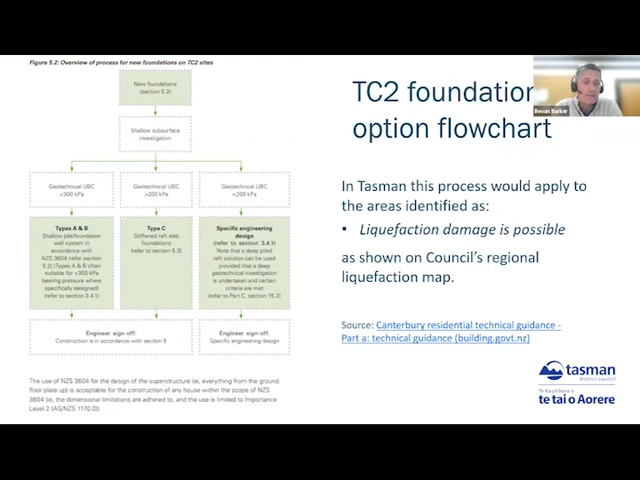 Figure 5.2: Overview of process for new foundations on TC2 sites
New foundations
(section 5.2)
Shallow subsurface
investigation
Geotechnical UBC
>300 kPa
Geotechnical UBC
>200 kPa
Geotechnical UBC
<200 kPa
Types A & B
Shallow pile/foundation
wall system in
accordance with
NZS 3604 (refer section
5.2) (Types A & B often
suitable for <300 kPa
bearing pressure where
specifically designed)
(refer to section 3.4.1)
Type C
Stiffened raft slab
foundations
(refer to section 5.3)
Specific engineering
design
(refer to section 3.4.1)
Note that a deep piled
raft solution can be used
provided that a deep
geotechnical investigation
is undertaken and certain
criteria are met
(refer to Part C, section 15.2)
Engineer sign-off:
Construction is in accordance with section 5
Engineer sign-off:
Specific engineering design
The use of NZS 3604 for the design of the superstructure (ie, everything from the ground
floor plate up) is acceptable for the construction of any house within the scope of NZS
3604 (ie, the dimensional limitations are adhered to, and the use is limited to Importance
Level 2 (AS/NZS 1170.0)).
TC2 foundation
option flowchart
Bevan Barker
In Tasman this process would apply to
the areas identified as:
• Liquefaction damage is possible
as shown on Council's regional
liquefaction map.
Source: Canterbury residential technical guidance -
Part a: technical guidance (building.govt.nz)
tasman
district council
Te Kaunihera o
te tai o Aorere